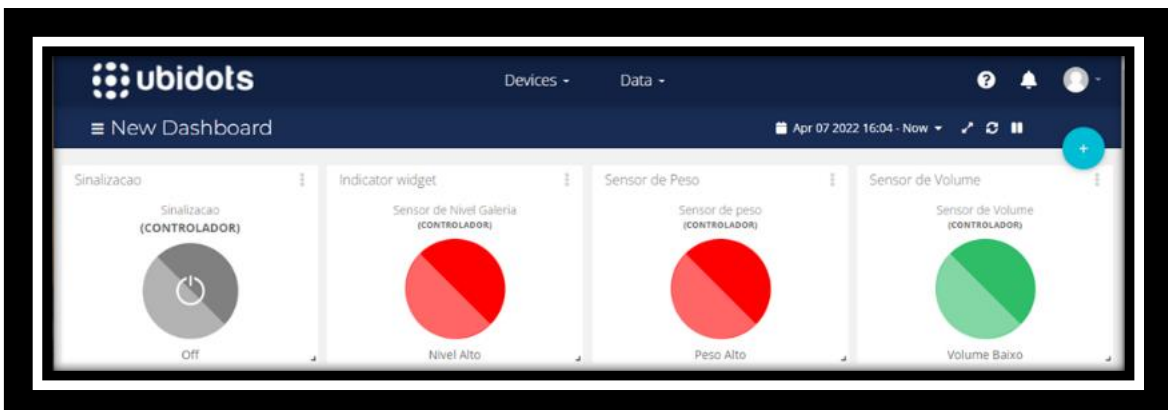 ubidots Devices Data ?
New Dashboard Apr 07 2022 16:04 - Now +
Sinalizacao Indicator widget Sensor de Peso Sensor de Volume
Sinalizacao Sensor de Nivel Galeria Sensor de peso Sensor de Volume
(CONTROLADOR) (CONTROLADOR) (CONTROLADOR) (CONTROLADOR)
Off Nivel Alto Peso Alto Volume Baixo